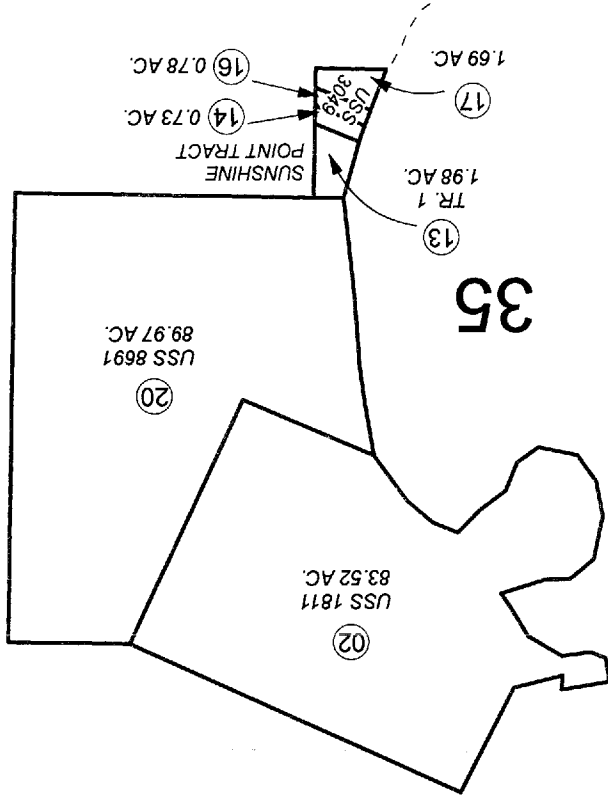 02
USS 1811
83.52 AC.
20
USS 8691
89.97 AC.
35
13
TR. 1
1.98 AC.
SUNSHINE
POINT TRACT
14 0.73 AC.
16 0.78 AC.
USS
3049
17
1.69 AC.